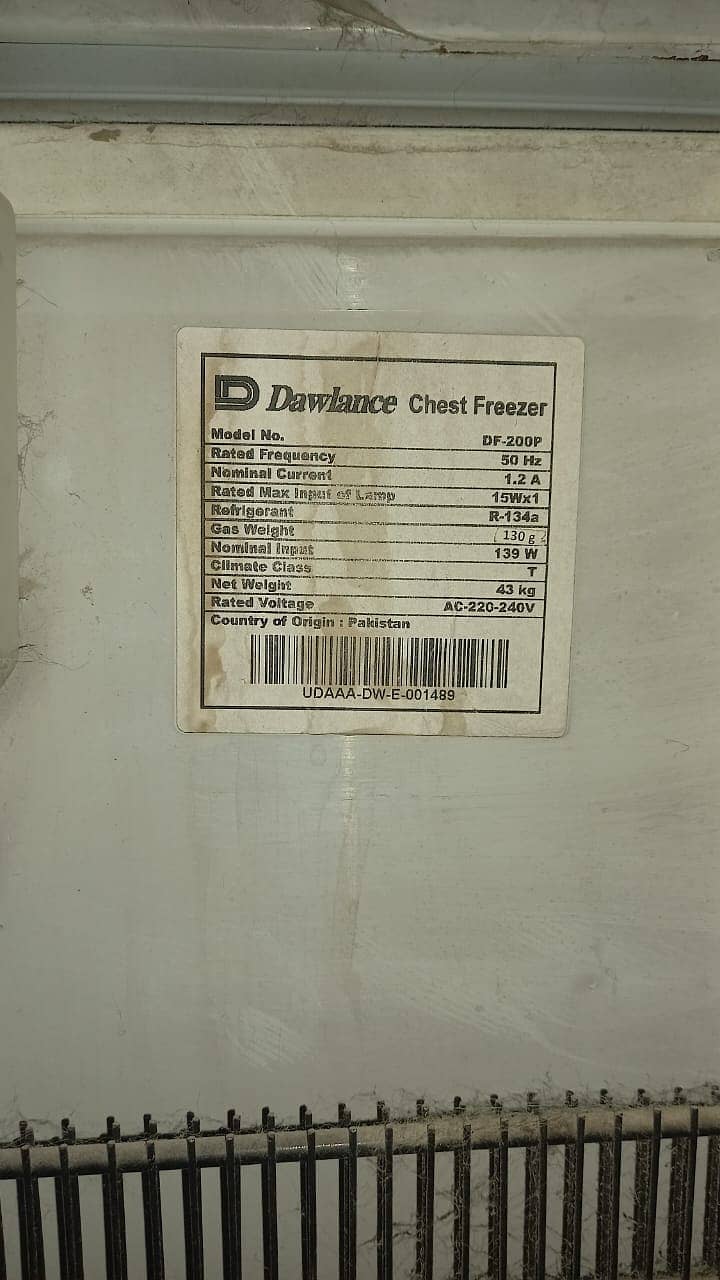 D Dawlance Chest Freezer
Model No. DF-200P
Rated Frequency 50 Hz
Nominal Current 1.2 A
Rated Max Input of Lamp 15Wx1
Refrigerant R-134a
Gas Weight 130 g
Nominal Input 139 W
Climate Class T
Net Weight 43 kg
Rated Voltage AC-220-240V
Country of Origin : Pakistan
UDAAA-DW-E-001489